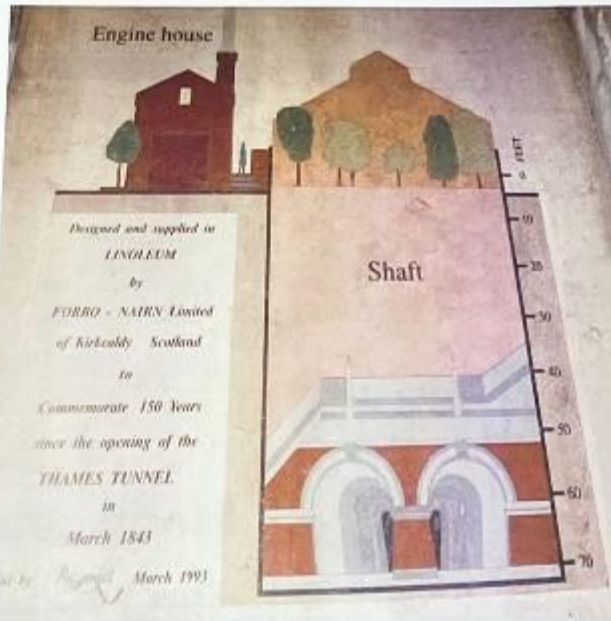 Engine house
FEET
0
10
20
30
40
50
60
70
Shaft
Designed and supplied in
LINOLEUM
by
FORBO - NAIRN Limited
of Kirkcaldy Scotland
to
Commemorate 150 Years
since the opening of the
THAMES TUNNEL
in
March 1843
March 1993